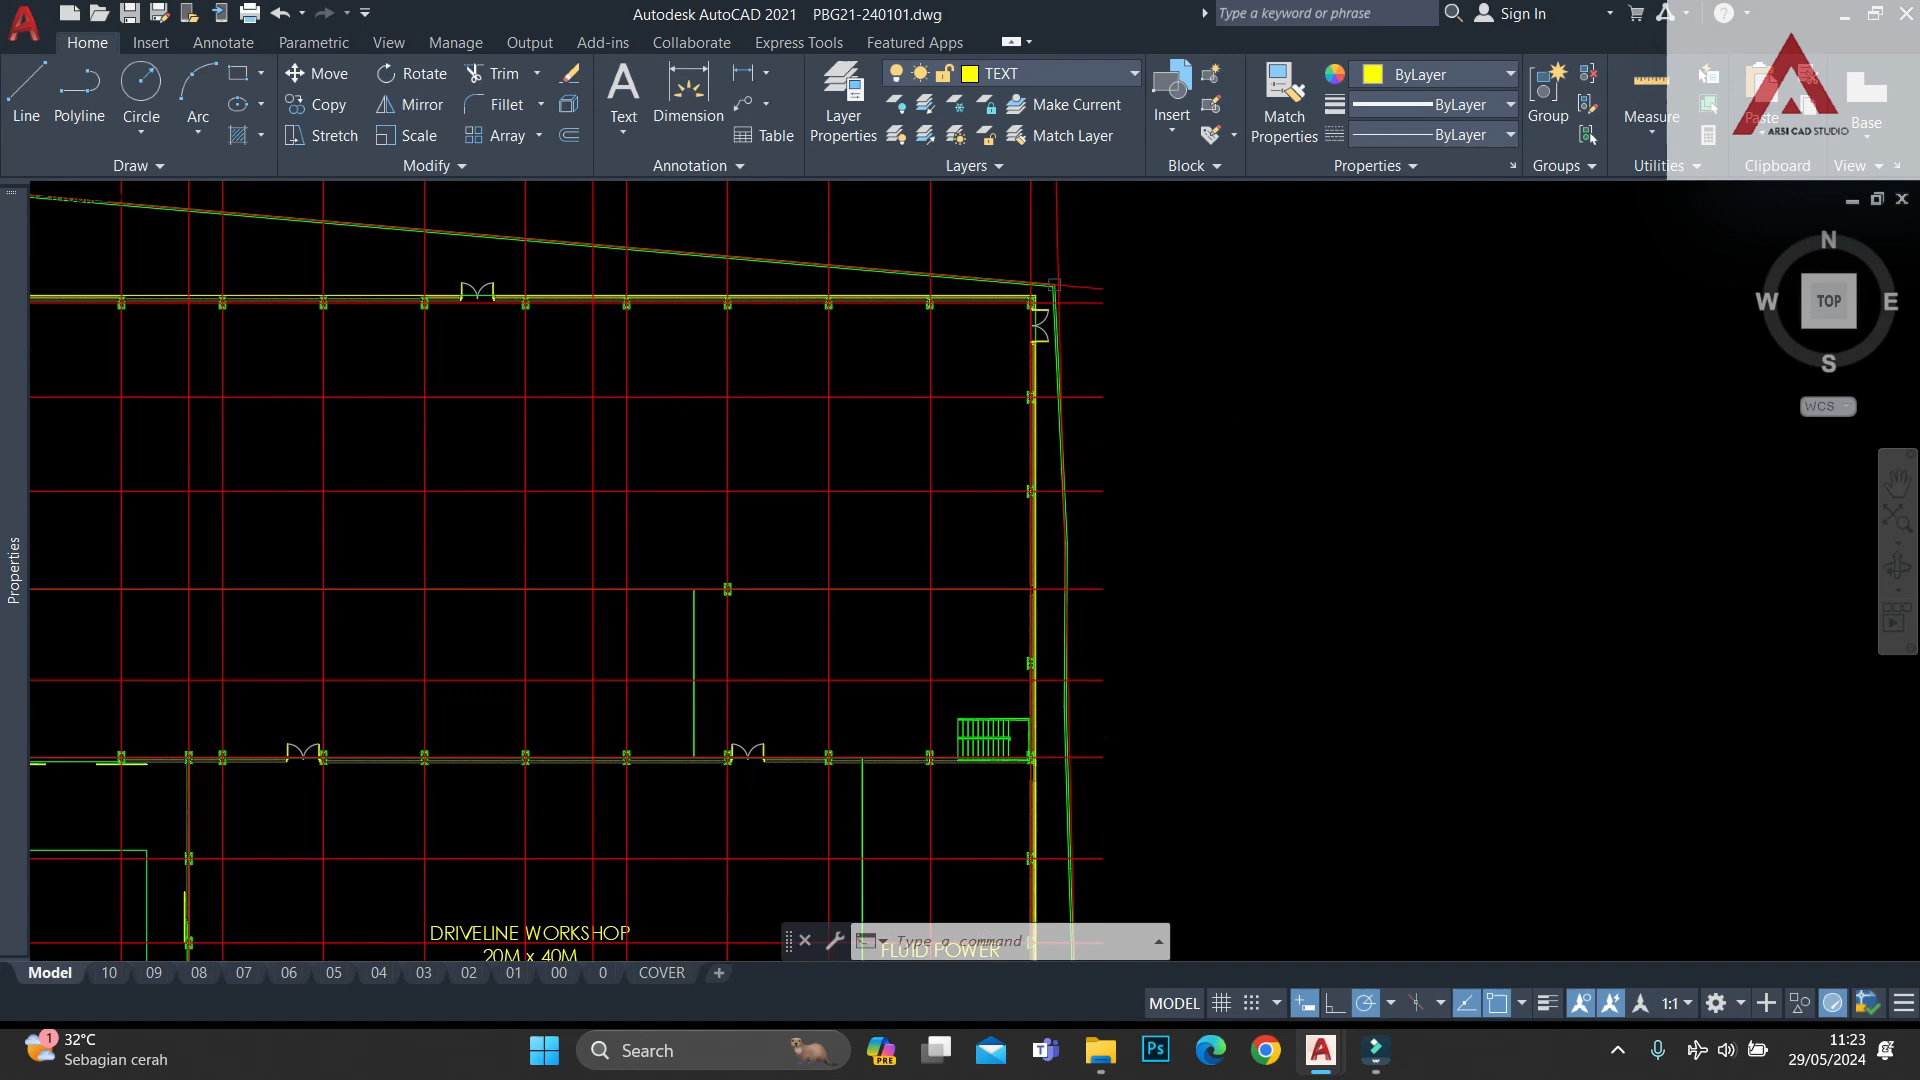 Autodesk AutoCAD 2021 PBG21-240101.dwg
Type a keyword or phrase
Sign In
Home Insert Annotate Parametric View Manage Output Add-ins Collaborate Express Tools Featured Apps
Line Polyline Circle Arc
Move Rotate Trim
Copy Mirror Fillet
Stretch Scale Array
Text Dimension Table
Layer Properties
TEXT
Make Current
Match Layer
Insert
Match Properties
ByLayer
ByLayer
ByLayer
Group
Measure
Paste
Base
ARSI CAD STUDIO
Draw Modify Annotation Layers Block Properties Groups Utilities Clipboard View
N
W TOP E
S
WCS
Properties
DRIVELINE WORKSHOP
20M x 40M
FLUID POWER
Type a command
Model 10 09 08 07 06 05 04 03 02 01 00 0 COVER
MODEL 1:1
1
32°C
Sebagian cerah
Search
PRE
Ps
11:23
29/05/2024